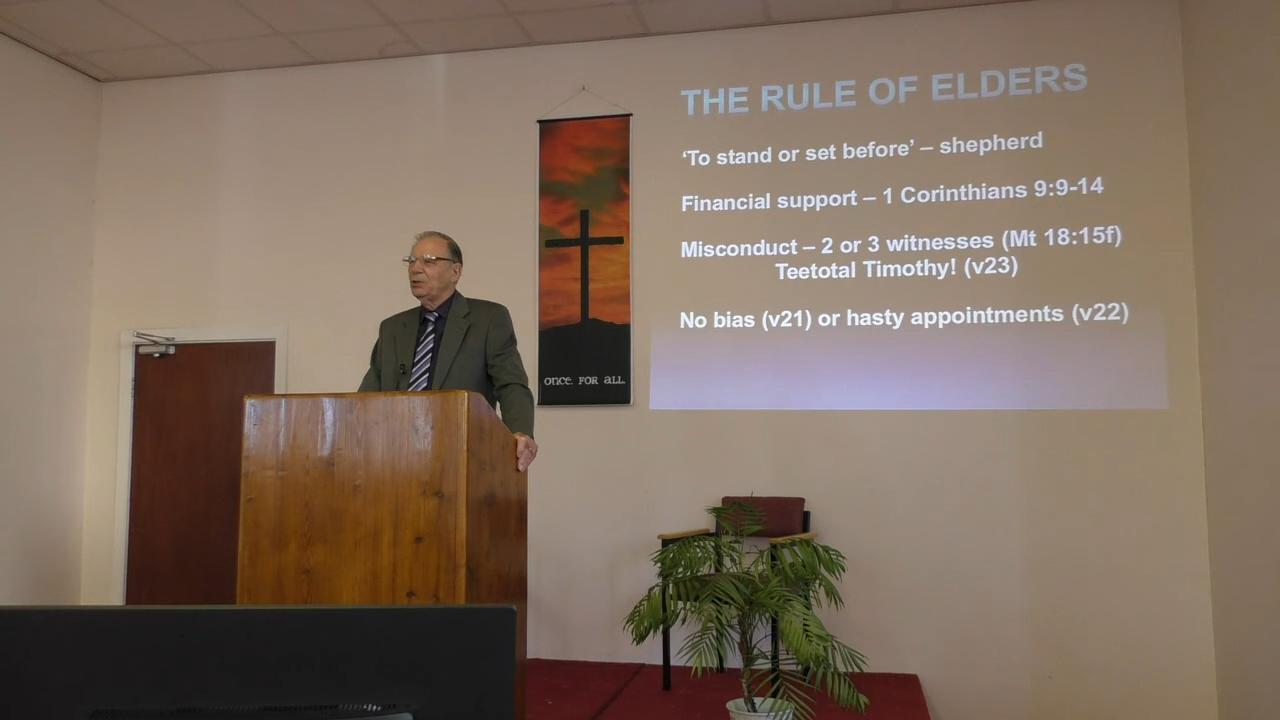 THE RULE OF ELDERS
‘To stand or set before’ – shepherd
Financial support – 1 Corinthians 9:9-14
Misconduct – 2 or 3 witnesses (Mt 18:15f)
Teetotal Timothy! (v23)
No bias (v21) or hasty appointments (v22)
once. FOR aLL.